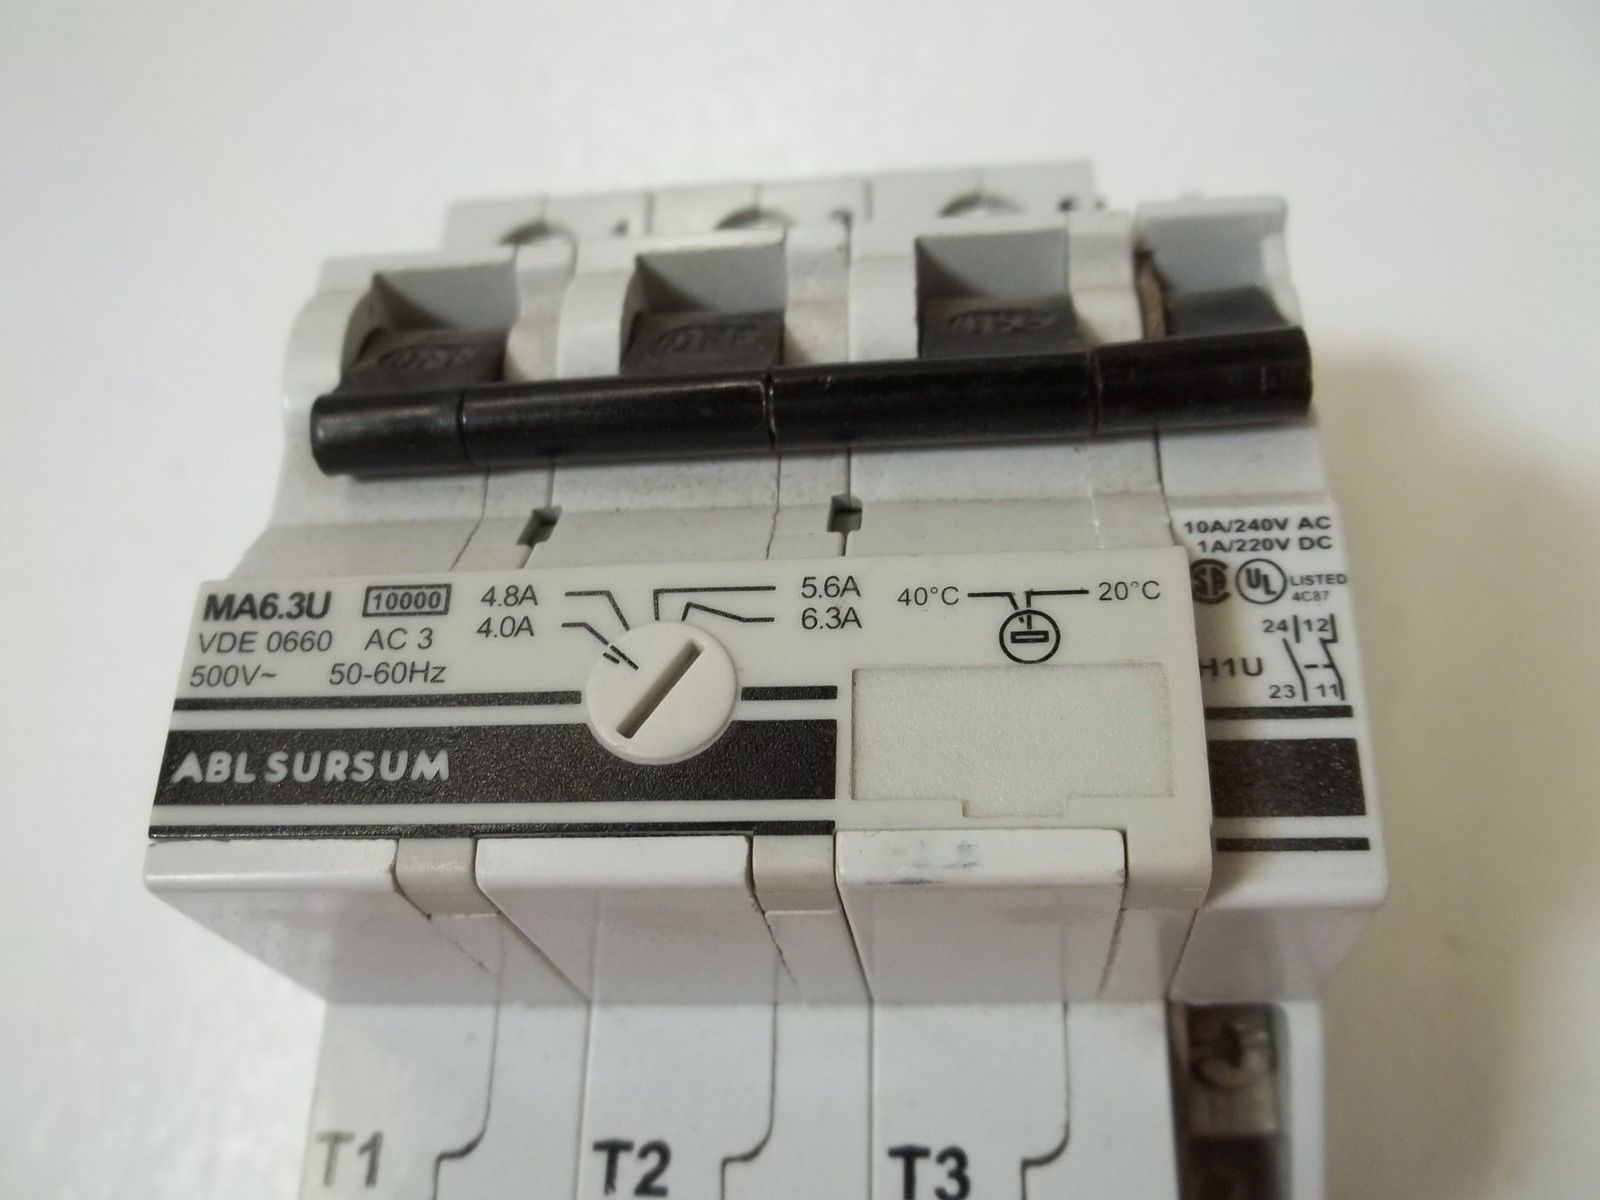 OFF
10A/240V AC
1A/220V DC
MA6.3U 10000 4.8A 5.6A 40°C 20°C
VDE 0660 AC 3 4.0A 6.3A
500V~ 50-60Hz
UL LISTED
4C87
24 12
H1U
23 11
ABL SURSUM
T1 T2 T3